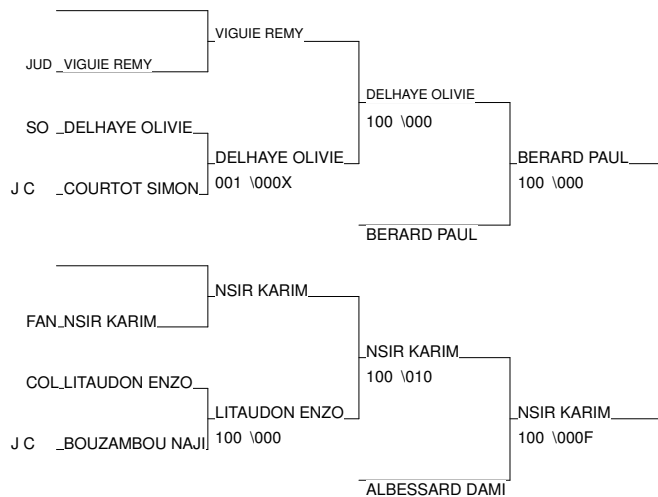 VIGUIE REMY
JUD VIGUIE REMY
DELHAYE OLIVIE
100 \000
SO DELHAYE OLIVIE
DELHAYE OLIVIE BERARD PAUL
001 \000X 100 \000
J C COURTOT SIMON
BERARD PAUL
NSIR KARIM
FAN NSIR KARIM
NSIR KARIM
100 \010
COL LITAUDON ENZO
LITAUDON ENZO NSIR KARIM
100 \000 100 \000F
J C BOUZAMBOU NAJI
ALBESSARD DAMI